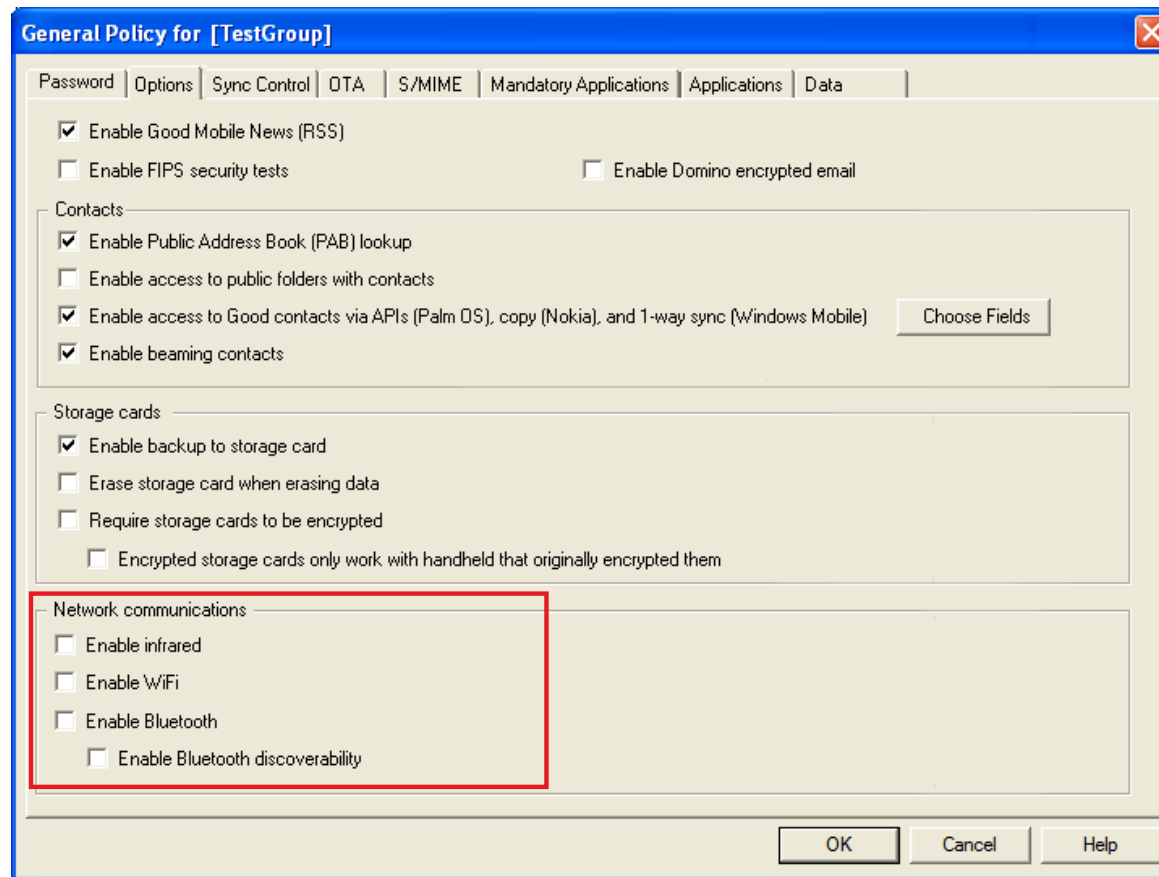 General Policy for [TestGroup]
Password Options Sync Control OTA S/MIME Mandatory Applications Applications Data
Enable Good Mobile News (RSS)
Enable FIPS security tests Enable Domino encrypted email
Contacts
Enable Public Address Book (PAB) lookup
Enable access to public folders with contacts
Enable access to Good contacts via APIs (Palm OS), copy (Nokia), and 1-way sync (Windows Mobile) Choose Fields
Enable beaming contacts
Storage cards
Enable backup to storage card
Erase storage card when erasing data
Require storage cards to be encrypted
Encrypted storage cards only work with handheld that originally encrypted them
Network communications
Enable infrared
Enable WiFi
Enable Bluetooth
Enable Bluetooth discoverability
OK Cancel Help